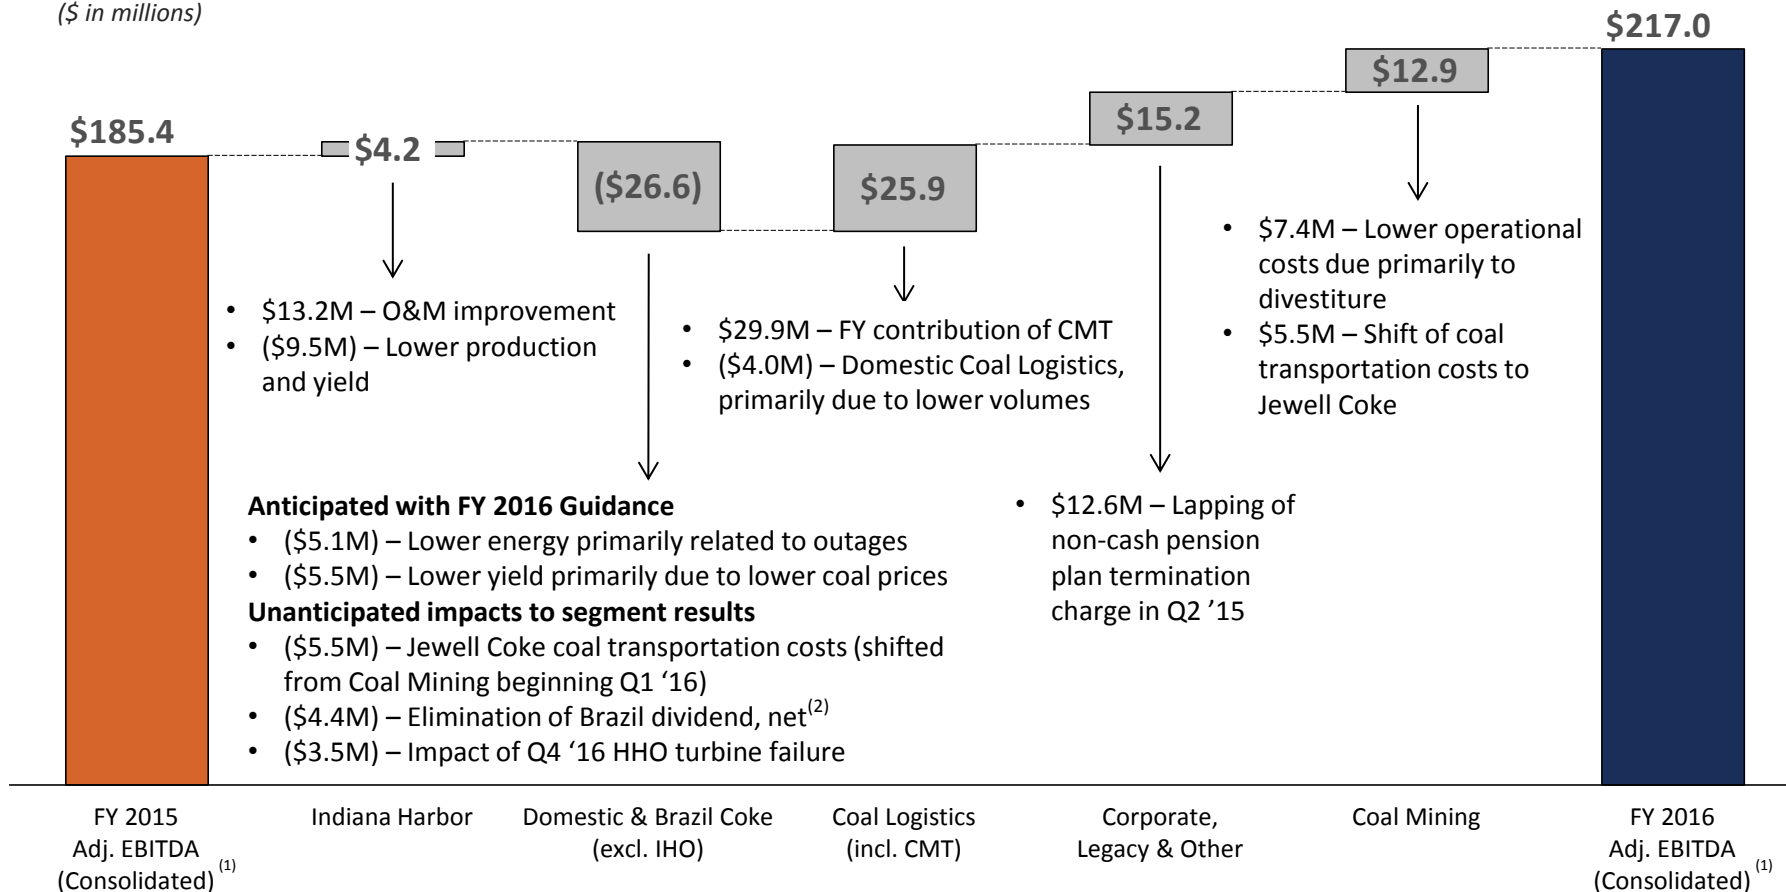 ($ in millions)
$185.4
$4.2
($26.6)
$25.9
$15.2
$12.9
$217.0
• $13.2M – O&M improvement
• ($9.5M) – Lower production
and yield
Anticipated with FY 2016 Guidance
• ($5.1M) – Lower energy primarily related to outages
• ($5.5M) – Lower yield primarily due to lower coal prices
Unanticipated impacts to segment results
• ($5.5M) – Jewell Coke coal transportation costs (shifted
from Coal Mining beginning Q1 ‘16)
• ($4.4M) – Elimination of Brazil dividend, net(2)
• ($3.5M) – Impact of Q4 ‘16 HHO turbine failure
• $29.9M – FY contribution of CMT
• ($4.0M) – Domestic Coal Logistics,
primarily due to lower volumes
• $12.6M – Lapping of
non-cash pension
plan termination
charge in Q2 ’15
• $7.4M – Lower operational
costs due primarily to
divestiture
• $5.5M – Shift of coal
transportation costs to
Jewell Coke
FY 2015
Adj. EBITDA
(Consolidated) (1)
Indiana Harbor
Domestic & Brazil Coke
(excl. IHO)
Coal Logistics
(incl. CMT)
Corporate,
Legacy & Other
Coal Mining
FY 2016
Adj. EBITDA
(Consolidated) (1)